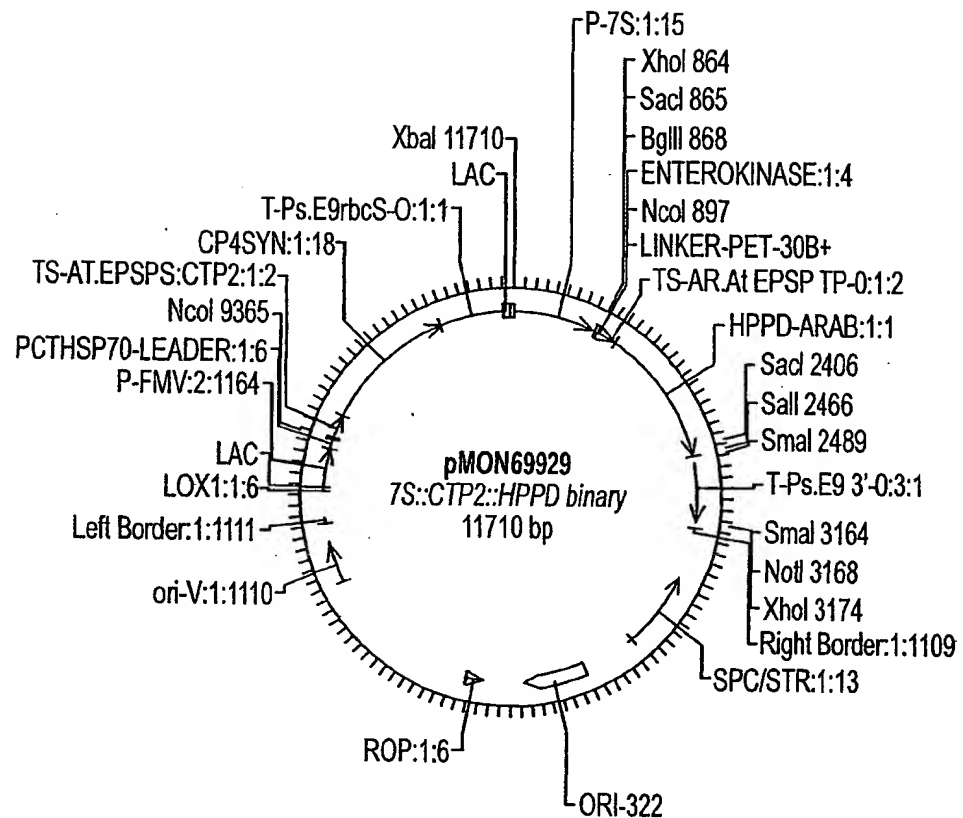 P-7S:1:15
XhoI 864
SacI 865
BglII 868
ENTEROKINASE:1:4
NcoI 897
LINKER-PET-30B+
TS-AR.At EPSP TP-0:1:2
HPPD-ARAB:1:1
SacI 2406
SalI 2466
SmaI 2489
T-Ps.E9 3'-0:3:1
SmaI 3164
NotI 3168
XhoI 3174
Right Border:1:1109
SPC/STR:1:13
ORI-322
ROP:1:6
ori-V:1:1110
Left Border:1:1111
LOX1:1:6
LAC
P-FMV:2:1164
PCTHSP70-LEADER:1:6
NcoI 9365
TS-AT.EPSPS:CTP2:1:2
CP4SYN:1:18
T-Ps.E9rbcS-O:1:1
LAC
XbaI 11710
pMON69929
7S::CTP2::HPPD binary
11710 bp